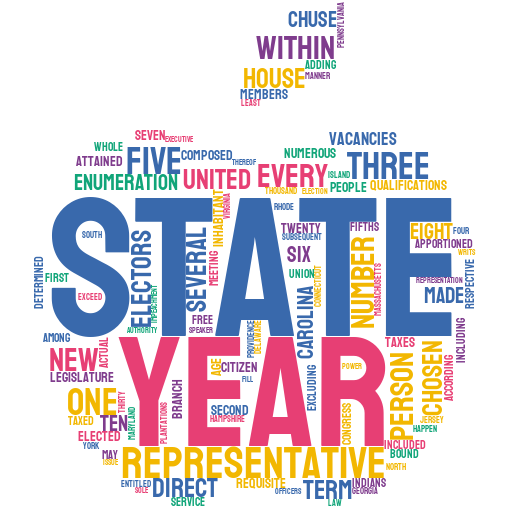 CHUSE
PENNSYLVANIA
WITHIN
ADDING
HOUSE
MANNER
MEMBERS
LEAST
SEVEN
EXECUTIVE
VACANCIES
WHOLE
ATTAINED
FIVE
COMPOSED
THEREOF
NUMEROUS
THREE
ENUMERATION
UNITED
EVERY
ISLAND
PEOPLE
QUALIFICATIONS
THOUSAND
ELECTION
STATE
INHABITANT
VIRGINIA
RHODE
SOUTH
ELECTORS
SEVERAL
MEETING
TWENTY
SUBSEQUENT
FIFTHS
EIGHT
FOUR
APPORTIONED
WRITS
SIX
NUMBER
DETERMINED
FIRST
UNION
CONNECTICUT
MASSACHUSETTS
REPRESENTATION
RESPECTIVE
EXCEED
IMPEACHMENT
MADE
CAROLINA
FREE
SPEAKER
AUTHORITY
PROVIDENCE
DELAWARE
AMONG
ACTUAL
NEW
YEAR
TAXES
INCLUDING
LEGISLATURE
AGE
CITIZEN
FILL
EXCLUDING
POWER
PERSON
CHOSEN
ACCORDING
ONE
THIRTY
BRANCH
SECOND
HAMPSHIRE
CONGRESS
TAXED
TEN
MARYLAND
PLANTATIONS
JERSEY
HAPPEN
ELECTED
YORK
INCLUDED
MAY
ISSUE
BOUND
REPRESENTATIVE
NORTH
ENTITLED
SOLE
DIRECT
SERVICE
REQUISITE
OFFICERS
TERM
INDIANS
GEORGIA
LAW